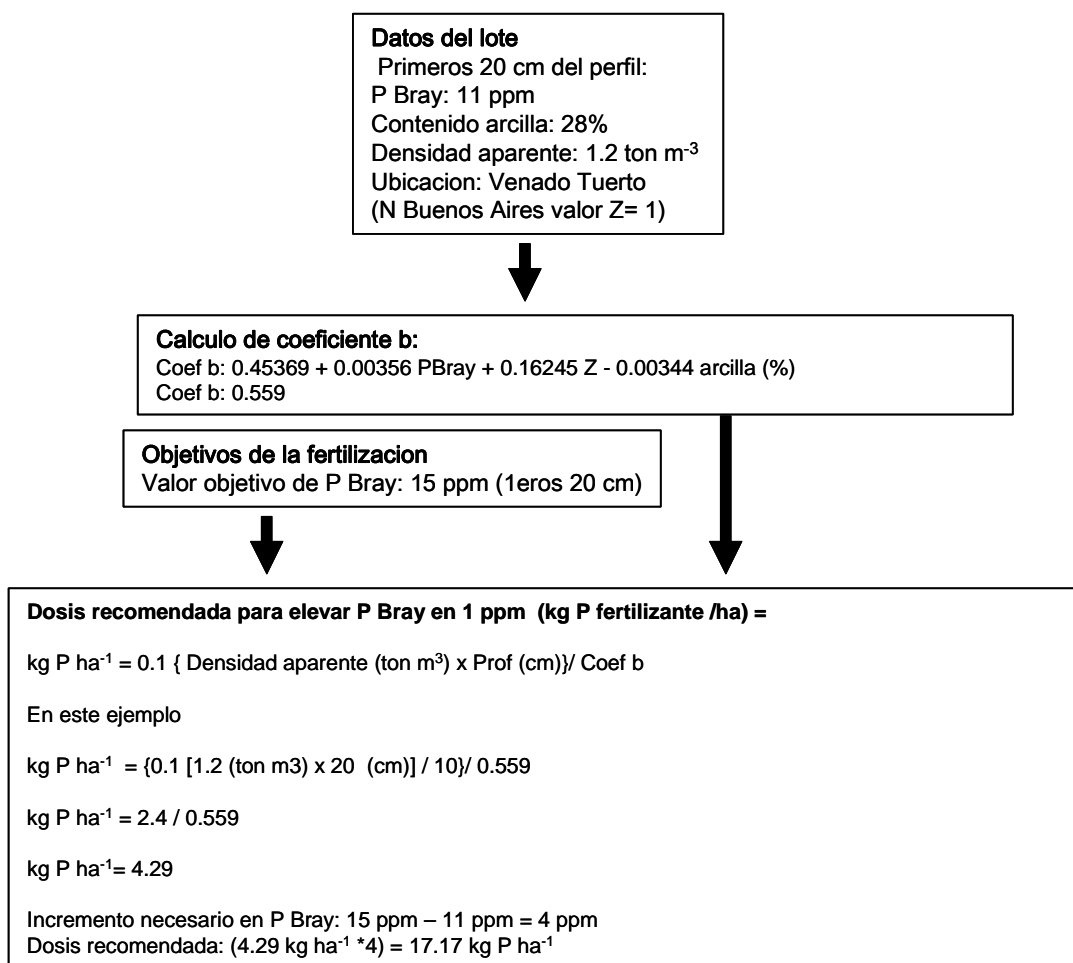 Datos del lote
Primeros 20 cm del perfil:
P Bray: 11 ppm
Contenido arcilla: 28%
Densidad aparente: 1.2 ton m⁻³
Ubicacion: Venado Tuerto
(N Buenos Aires valor Z= 1)
Calculo de coeficiente b:
Coef b: 0.45369 + 0.00356 PBray + 0.16245 Z - 0.00344 arcilla (%)
Coef b: 0.559
Objetivos de la fertilizacion
Valor objetivo de P Bray: 15 ppm (1eros 20 cm)
Dosis recomendada para elevar P Bray en 1 ppm (kg P fertilizante /ha) =
kg P ha⁻¹ = 0.1 { Densidad aparente (ton m³) x Prof (cm)}/ Coef b
En este ejemplo
kg P ha⁻¹ = {0.1 [1.2 (ton m3) x 20 (cm)] / 10}/ 0.559
kg P ha⁻¹ = 2.4 / 0.559
kg P ha⁻¹= 4.29
Incremento necesario en P Bray: 15 ppm – 11 ppm = 4 ppm
Dosis recomendada: (4.29 kg ha⁻¹ *4) = 17.17 kg P ha⁻¹